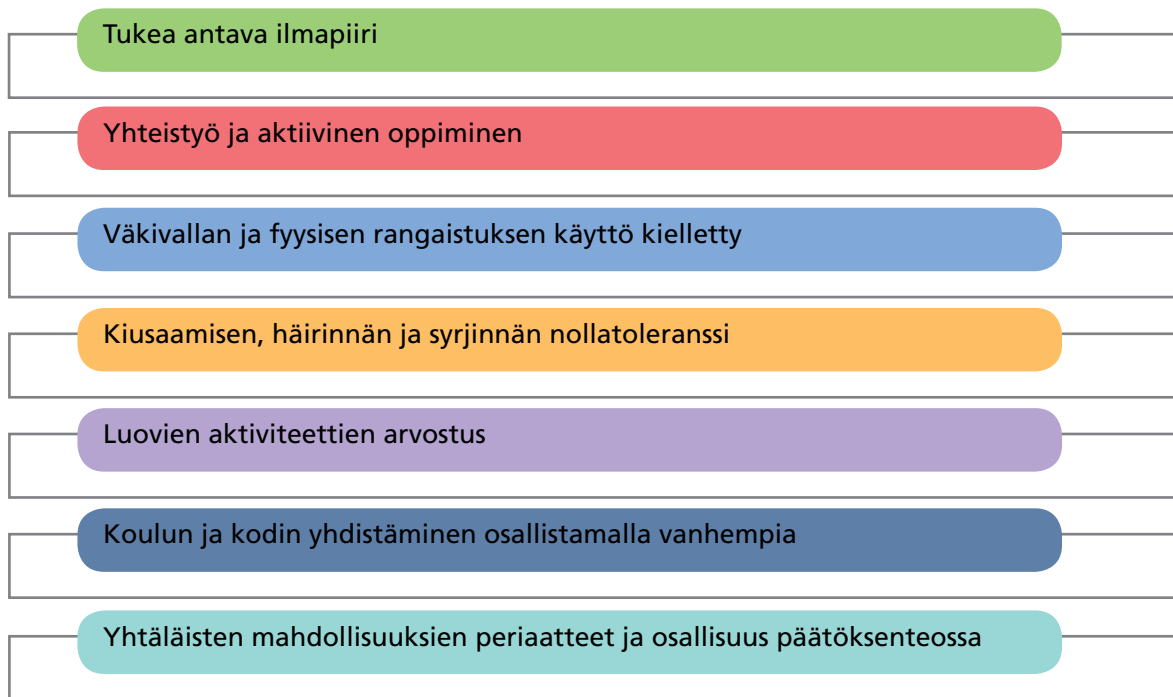 Tukea antava ilmapiiri
Yhteistyö ja aktiivinen oppiminen
Väkivallan ja fyysisen rangaistuksen käyttö kielletty
Kiusaamisen, häirinnän ja syrjinnän nollatoleranssi
Luovien aktiviteettien arvostus
Koulun ja kodin yhdistäminen osallistamalla vanhempia
Yhtäläisten mahdollisuuksien periaatteet ja osallisuus päätöksenteossa